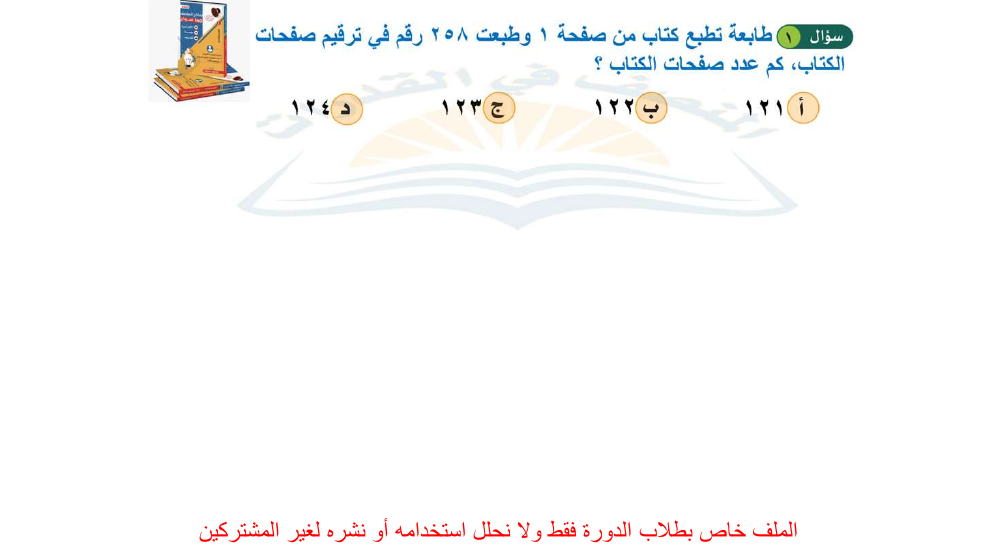 سؤال ١ طابعة تطبع كتاب من صفحة ١ وطبعت ٢٥٨ رقم في ترقيم صفحات
الكتاب، كم عدد صفحات الكتاب ؟
أ ١٢١ ب ١٢٢ ج ١٢٣ د ١٢٤
الملف خاص بطلاب الدورة فقط ولا نحلل استخدامه أو نشره لغير المشتركين